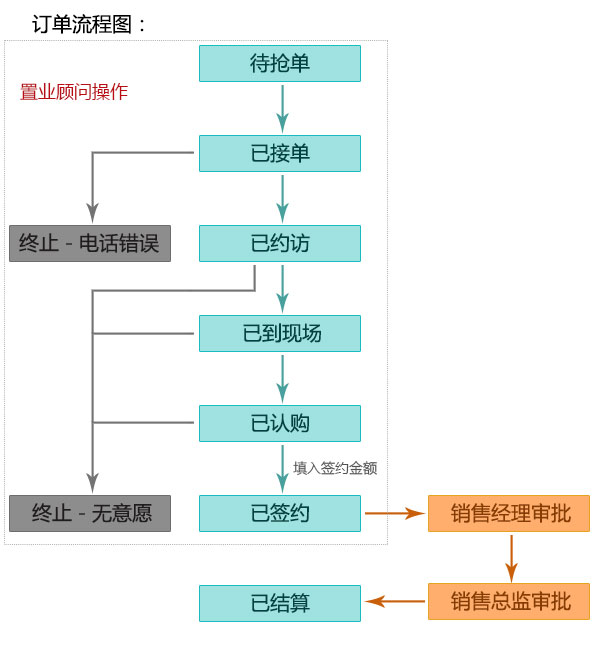 订单流程图：
待抢单
置业顾问操作
已接单
终止 - 电话错误
已约访
已到现场
已认购
填入签约金额
终止 - 无意愿
已签约
销售经理审批
已结算
销售总监审批